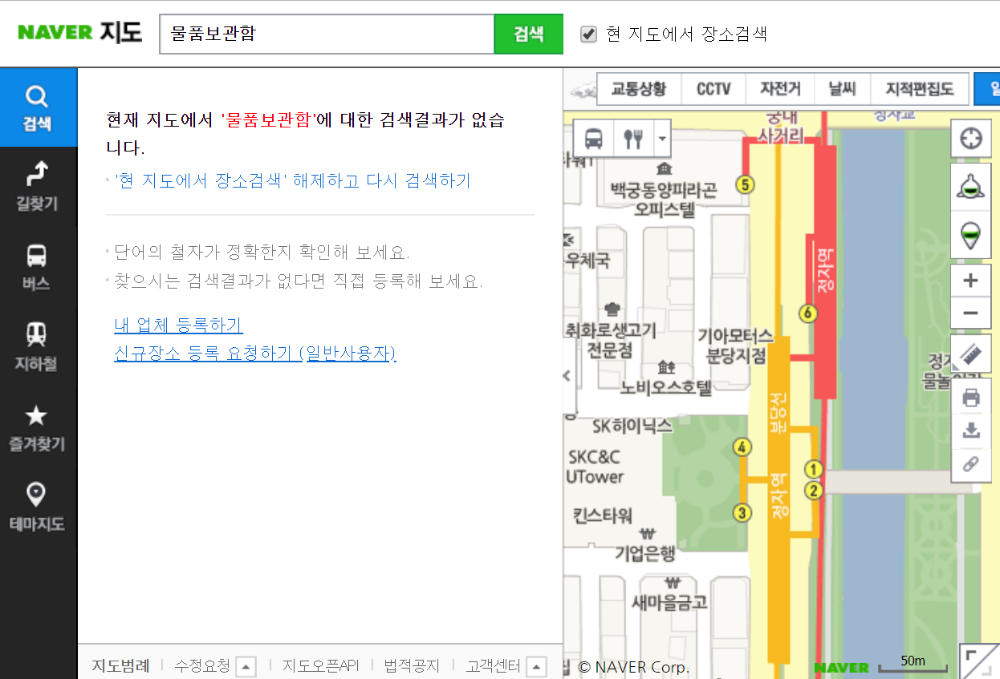 NAVER 지도
물품보관함
검색
현 지도에서 장소검색
검색
길찾기
버스
지하철
즐겨찾기
테마지도
현재 지도에서 '물품보관함'에 대한 검색결과가 없습
니다.
'현 지도에서 장소검색' 해제하고 다시 검색하기
단어의 철자가 정확한지 확인해 보세요.
찾으시는 검색결과가 없다면 직접 등록해 보세요.
내 업체 등록하기
신규장소 등록 요청하기 (일반사용자)
지도범례
수정요청
지도오픈API
법적공지
고객센터
교통상황
CCTV
자전거
날씨
지적편집도
궁내
사거리
정자교
5
백궁동양피라곤
오피스텔
우체국
정자역
6
취화로생고기
전문점
기아모터스
분당지점
노비오스호텔
분당선
SK하이닉스
4
SKC&C
UTower
1
2
정자역
3
킨스타워
기업은행
새마을금고
© NAVER Corp.
NAVER
50m